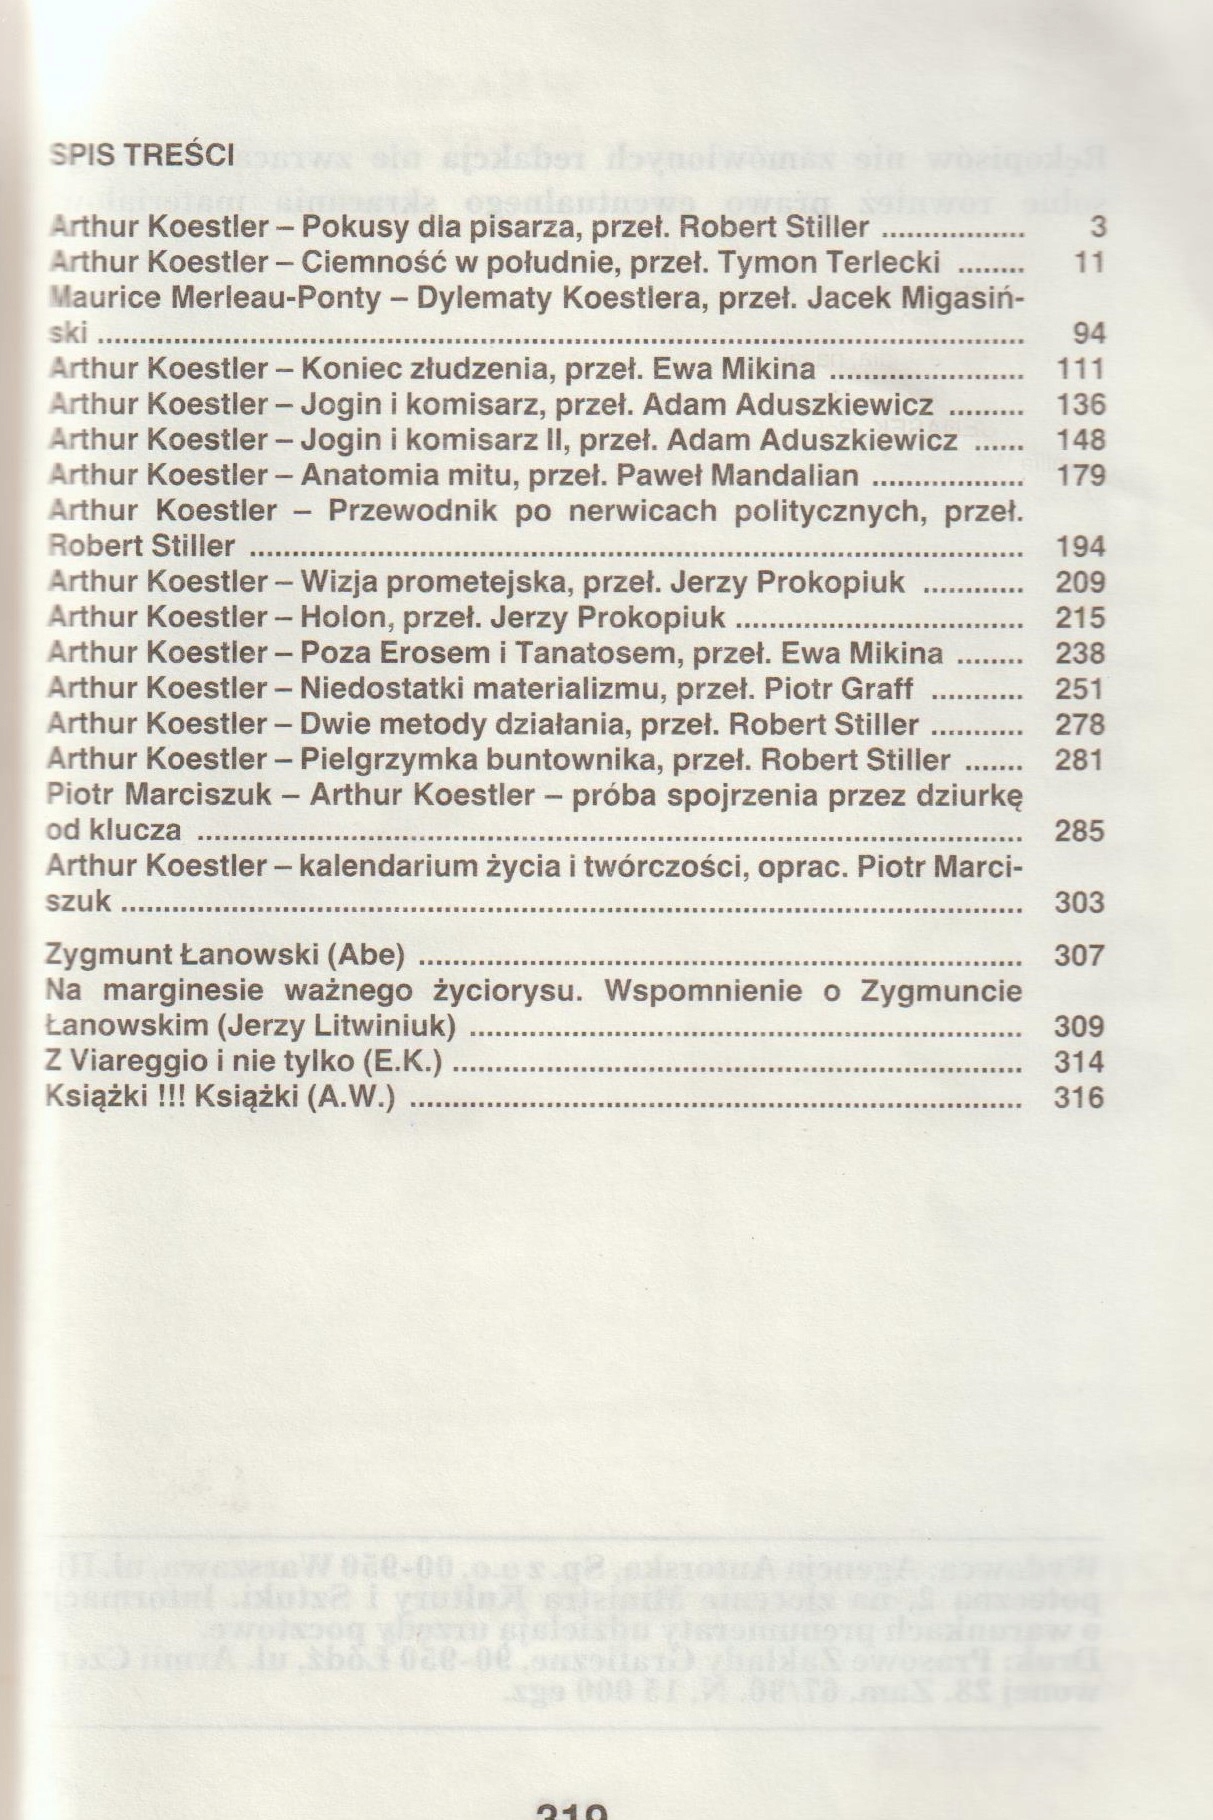 SPIS TREŚCI
Arthur Koestler – Pokusy dla pisarza, przeł. Robert Stiller ................. 3
Arthur Koestler – Ciemność w południe, przeł. Tymon Terlecki ........ 11
Maurice Merleau-Ponty – Dylematy Koestlera, przeł. Jacek Migasiń-
ski ............................................................................................................. 94
Arthur Koestler – Koniec złudzenia, przeł. Ewa Mikina ....................... 111
Arthur Koestler – Jogin i komisarz, przeł. Adam Aduszkiewicz ......... 136
Arthur Koestler – Jogin i komisarz II, przeł. Adam Aduszkiewicz ...... 148
Arthur Koestler – Anatomia mitu, przeł. Paweł Mandalian .................. 179
Arthur Koestler – Przewodnik po nerwicach politycznych, przeł.
Robert Stiller ............................................................................................ 194
Arthur Koestler – Wizja prometejska, przeł. Jerzy Prokopiuk ............ 209
Arthur Koestler – Holon, przeł. Jerzy Prokopiuk .................................. 215
Arthur Koestler – Poza Erosem i Tanatosem, przeł. Ewa Mikina ........ 238
Arthur Koestler – Niedostatki materializmu, przeł. Piotr Graff ........... 251
Arthur Koestler – Dwie metody działania, przeł. Robert Stiller ........... 278
Arthur Koestler – Pielgrzymka buntownika, przeł. Robert Stiller ....... 281
Piotr Marciszuk – Arthur Koestler – próba spojrzenia przez dziurkę
od klucza .................................................................................................. 285
Arthur Koestler – kalendarium życia i twórczości, oprac. Piotr Marci-
szuk .......................................................................................................... 303
Zygmunt Łanowski (Abe) ....................................................................... 307
Na marginesie ważnego życiorysu. Wspomnienie o Zygmuncie
Łanowskim (Jerzy Litwiniuk) ................................................................. 309
Z Viareggio i nie tylko (E.K.) ................................................................... 314
Książki !!! Książki (A.W.) ........................................................................ 316
319